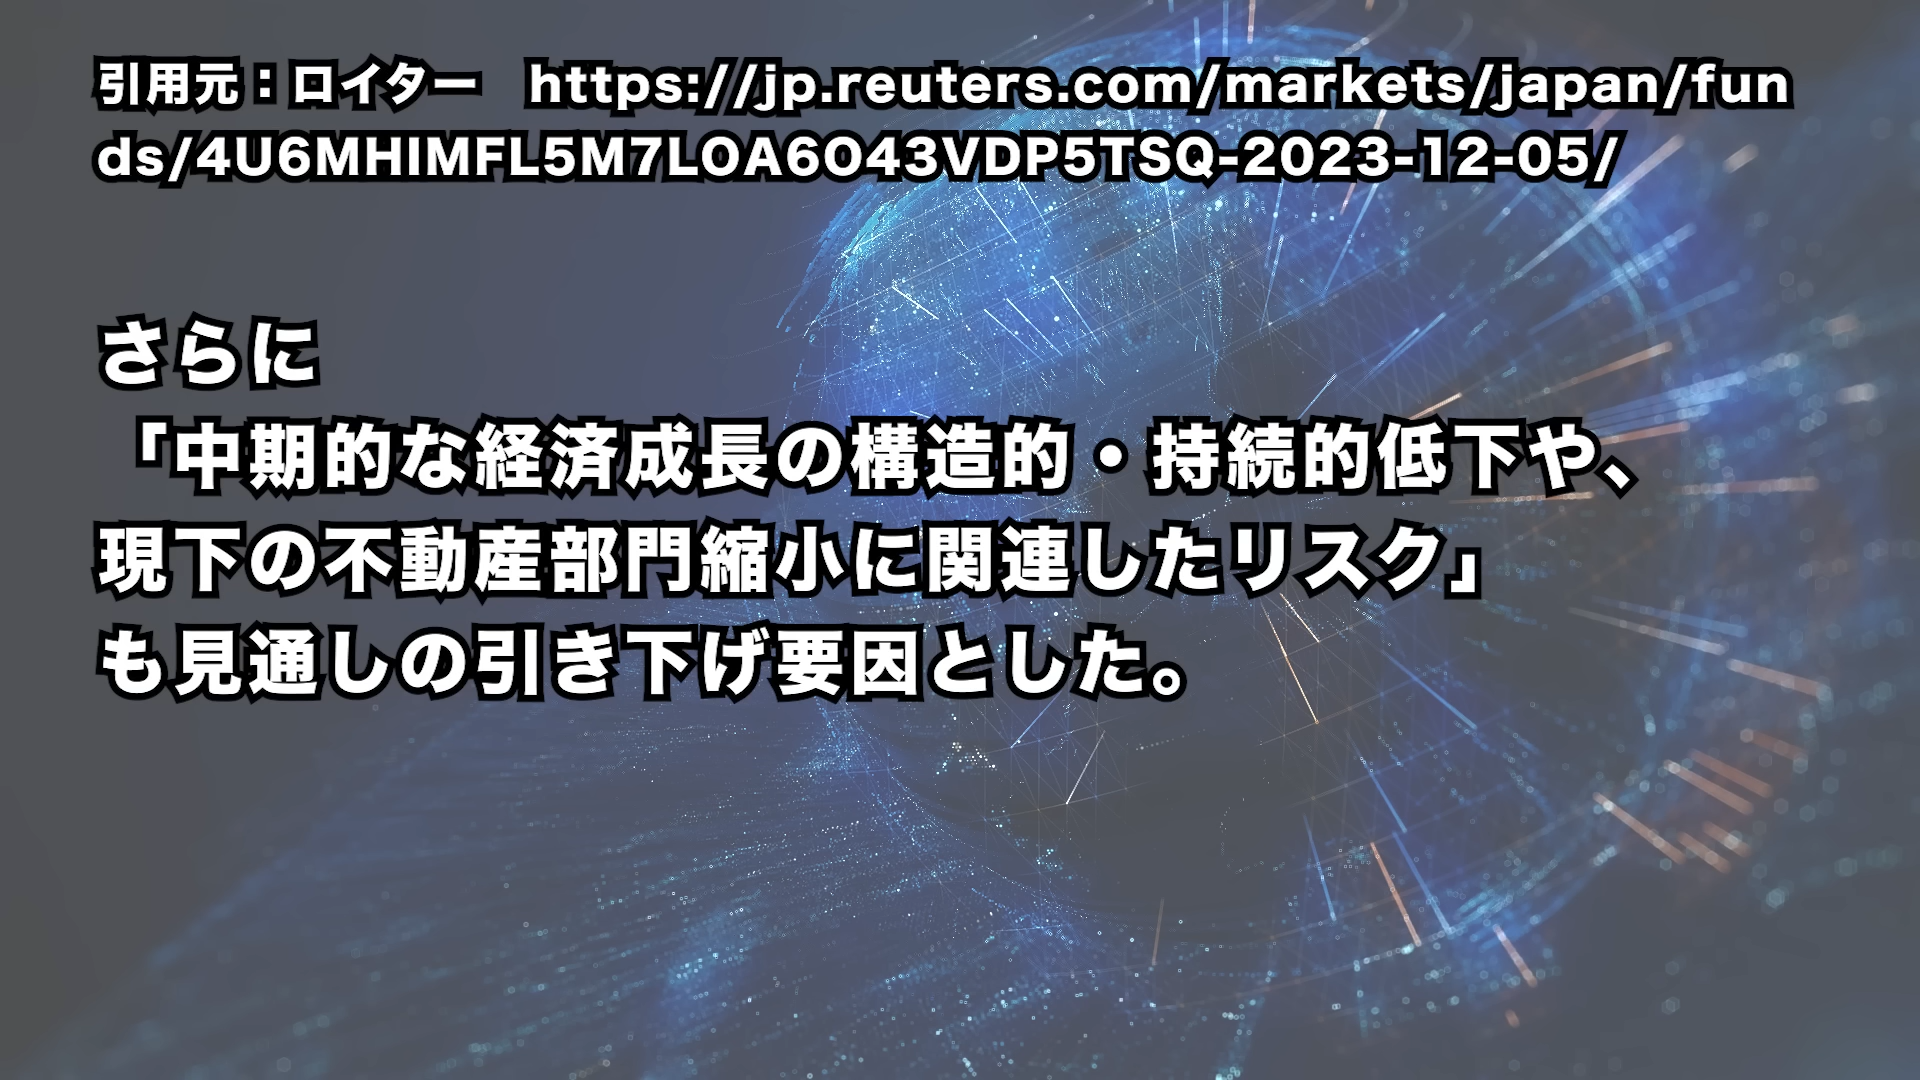 引用元：ロイター　https://jp.reuters.com/markets/japan/fun
ds/4U6MHIMFL5M7LOA6O43VDP5TSQ-2023-12-05/
さらに
「中期的な経済成長の構造的・持続的低下や、
現下の不動産部門縮小に関連したリスク」
も見通しの引き下げ要因とした。